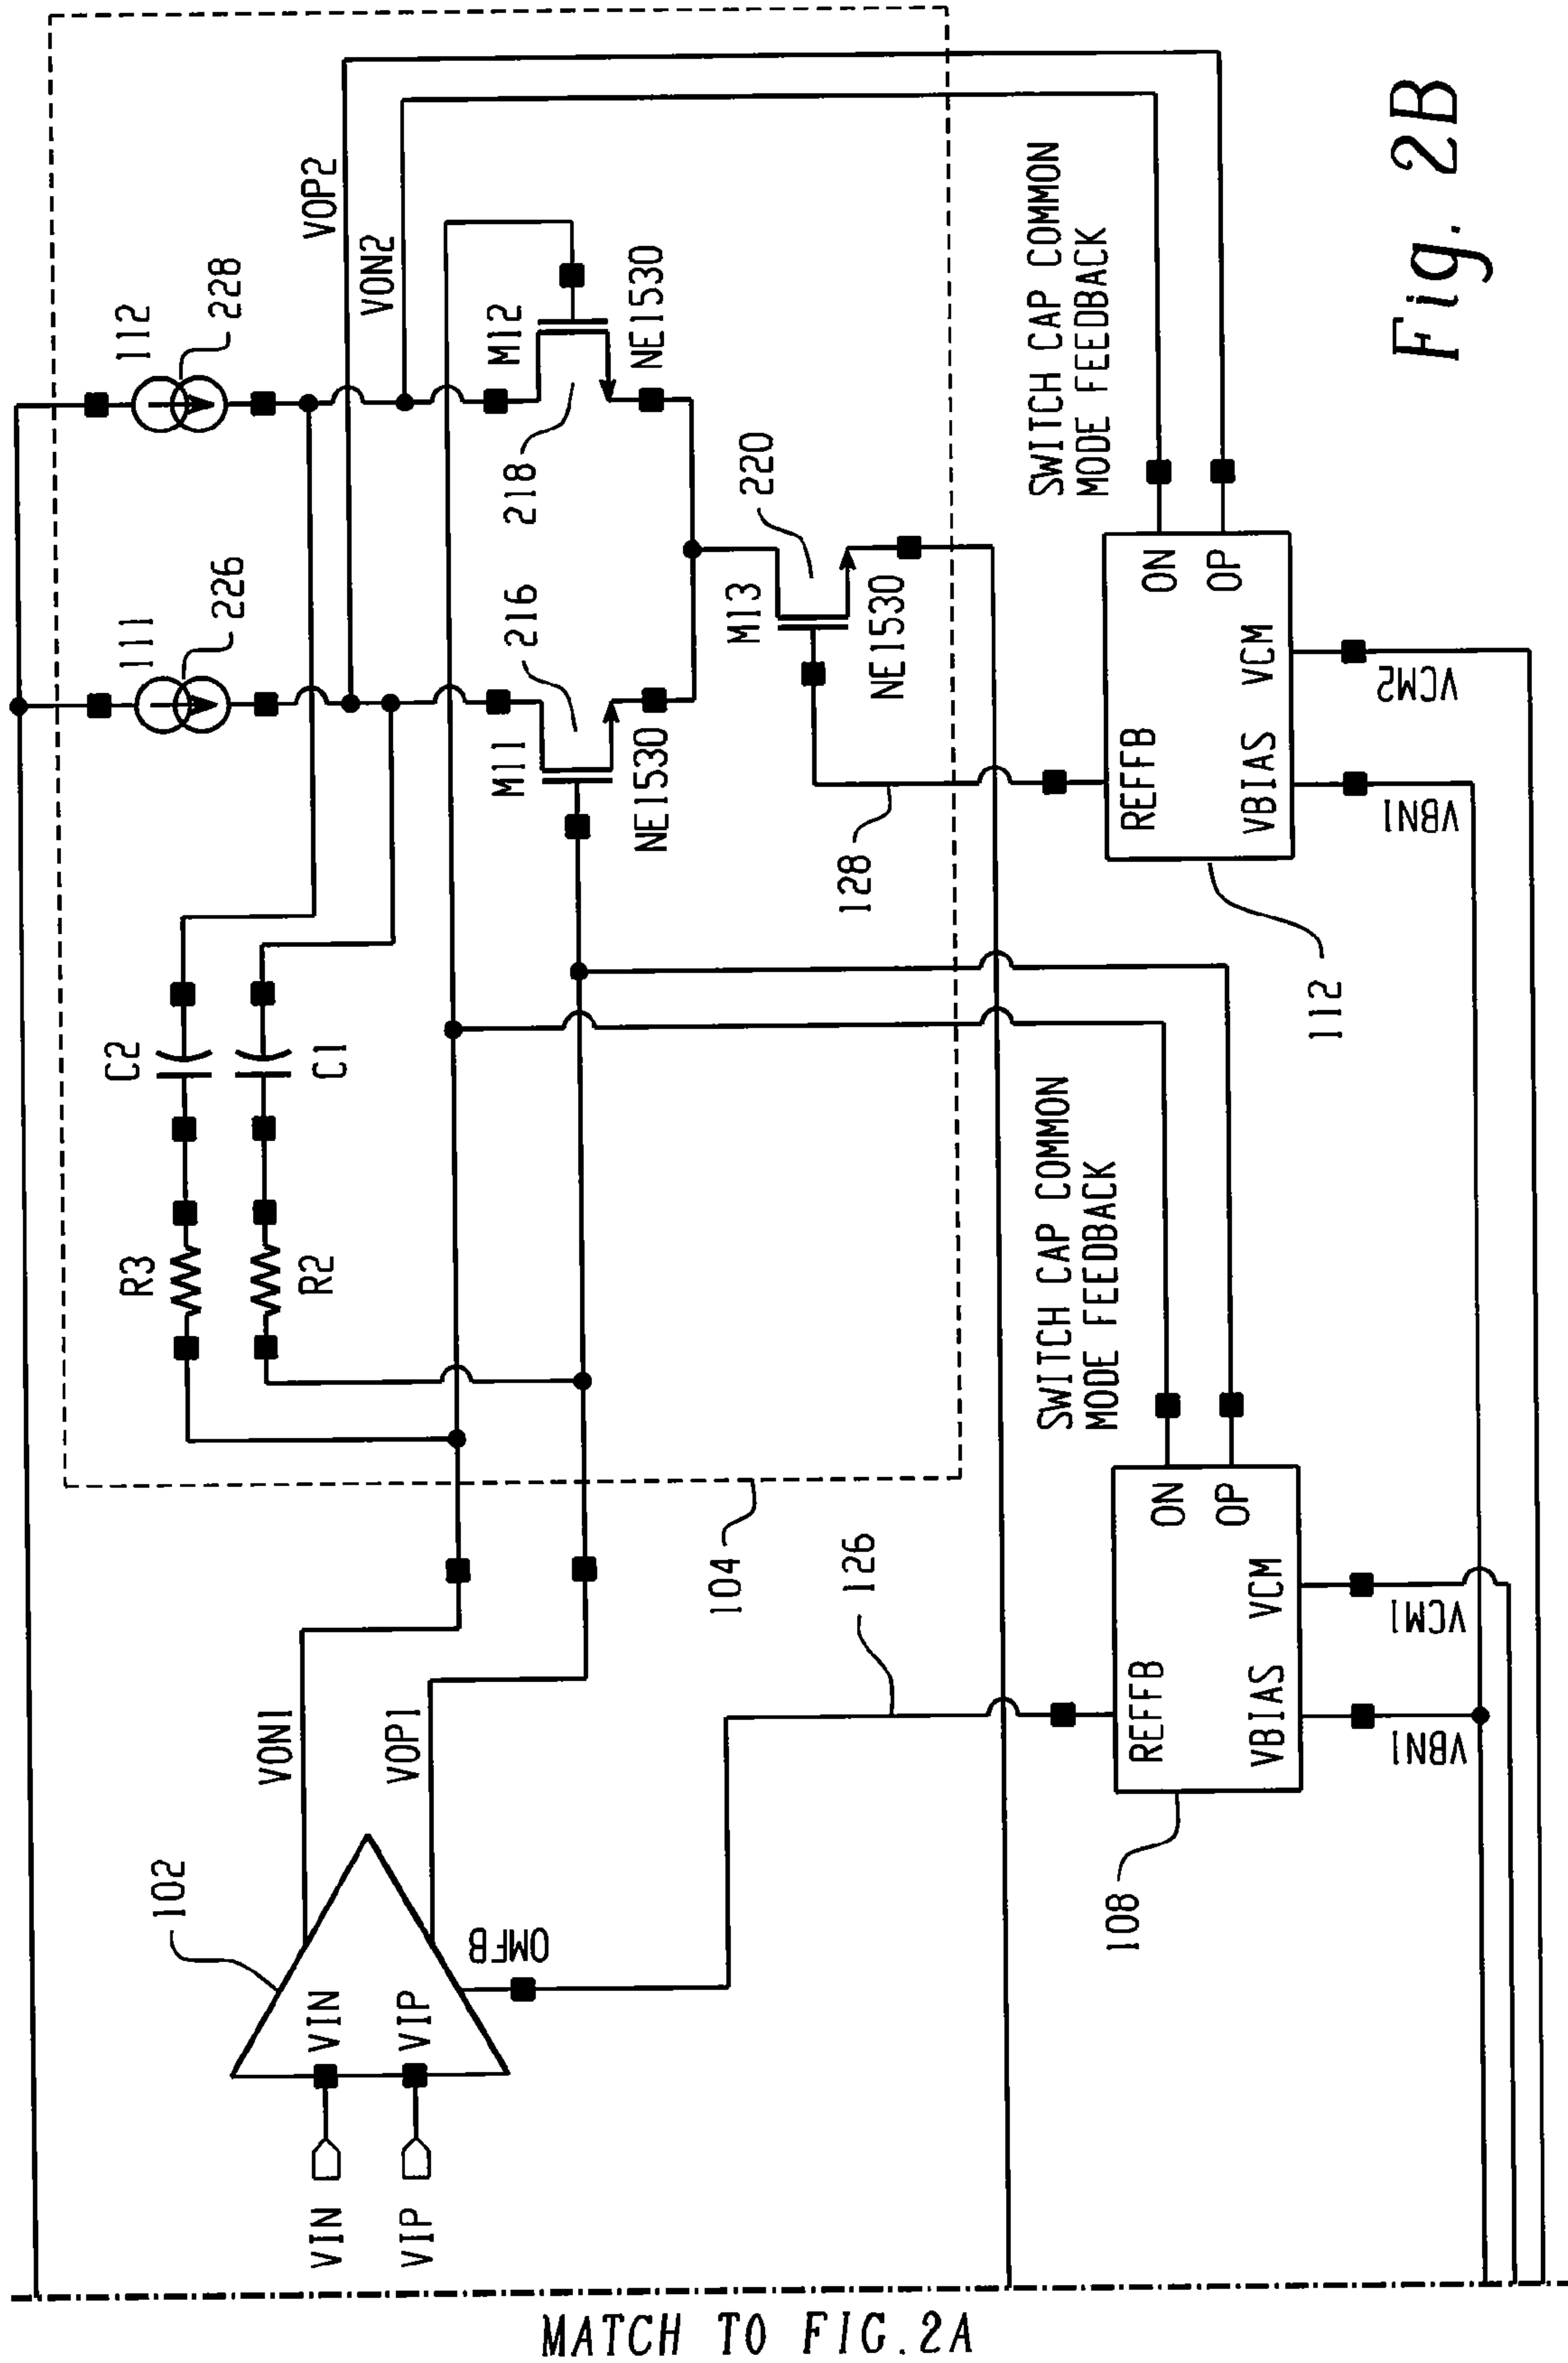 112
228
VOP2
VON2
M12
NE1530
218
111
226
216
M11
NE1530
220
M13
NE1530
128
C2
C1
R3
R2
SWITCH CAP COMMON
MODE FEEDBACK
REFFB
ON
OP
VBIAS
VCM
VBN1
VCM2
112
SWITCH CAP COMMON
MODE FEEDBACK
REFFB
ON
OP
VBIAS
VCM
VBN1
VCM1
108
104
126
VON1
VOP1
102
VIN
VIP
OMFB
VIN
VIP
MATCH TO FIG.2A
Fig. 2B